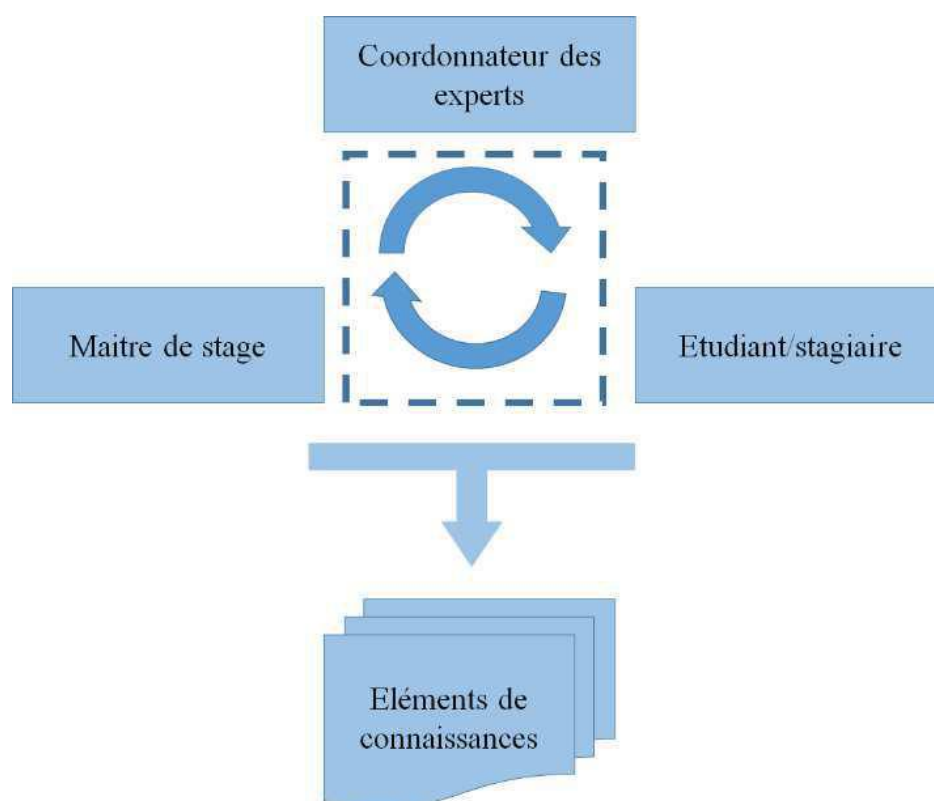 Coordonnateur des
experts
Maitre de stage
Etudiant/stagiaire
Eléments de
connaissances